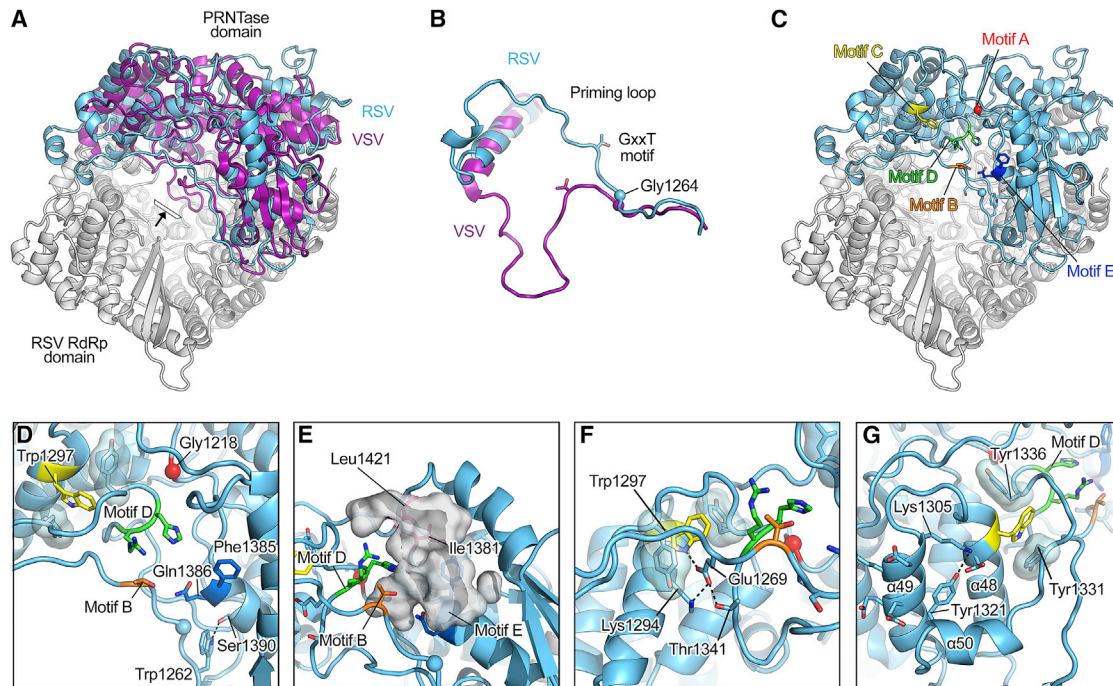 A
PRNTase
domain
RSV
VSV
RSV RdRp
domain
B
RSV
Priming loop
GxxT
motif
Gly1264
VSV
C
Motif A
Motif C
Motif D
Motif B
Motif E
D
Gly1218
Trp1297
Motif D
Phe1385
Gln1386
Motif B
Ser1390
Trp1262
E
Leu1421
Ile1381
Motif D
Motif B
Motif E
F
Trp1297
Glu1269
Lys1294
Thr1341
G
Motif D
Tyr1336
Lys1305
α49
α48
Tyr1331
Tyr1321
α50